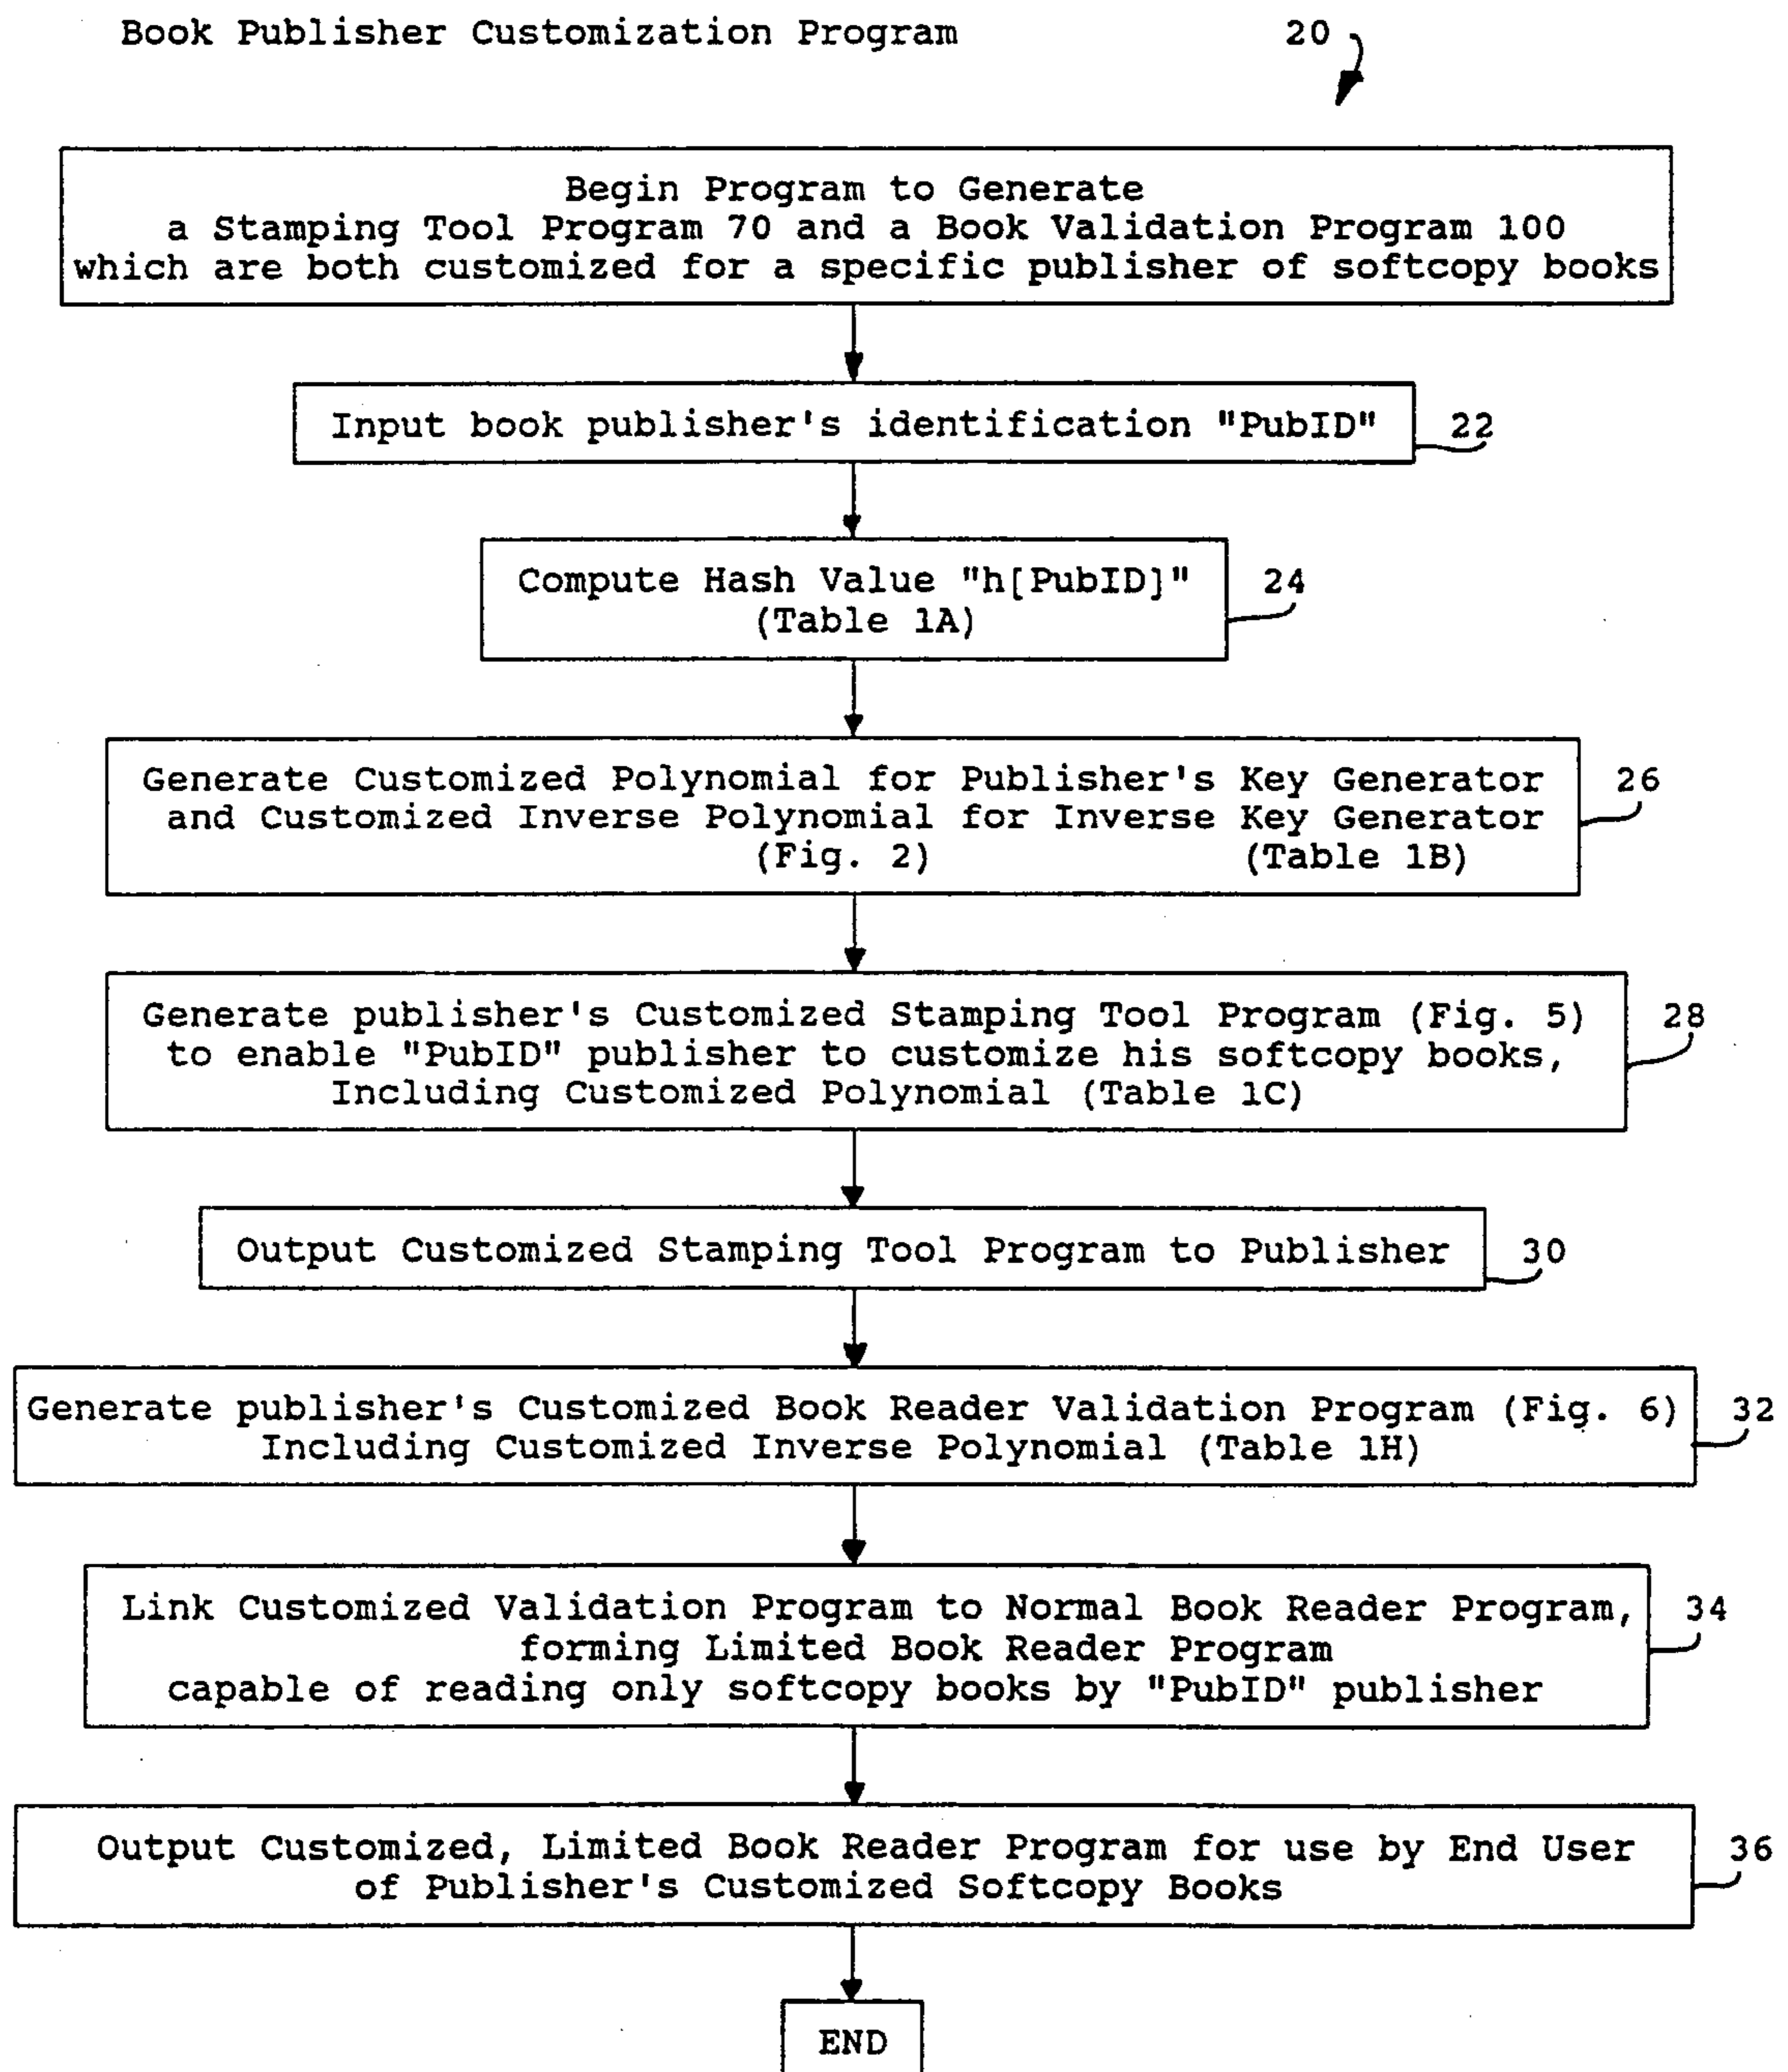 Book Publisher Customization Program 20
Begin Program to Generate
a Stamping Tool Program 70 and a Book Validation Program 100
which are both customized for a specific publisher of softcopy books
Input book publisher's identification "PubID" 22
Compute Hash Value "h[PubID]" 24
(Table 1A)
Generate Customized Polynomial for Publisher's Key Generator 26
and Customized Inverse Polynomial for Inverse Key Generator
(Fig. 2) (Table 1B)
Generate publisher's Customized Stamping Tool Program (Fig. 5) 28
to enable "PubID" publisher to customize his softcopy books,
Including Customized Polynomial (Table 1C)
Output Customized Stamping Tool Program to Publisher 30
Generate publisher's Customized Book Reader Validation Program (Fig. 6) 32
Including Customized Inverse Polynomial (Table 1H)
Link Customized Validation Program to Normal Book Reader Program, 34
forming Limited Book Reader Program
capable of reading only softcopy books by "PubID" publisher
Output Customized, Limited Book Reader Program for use by End User 36
of Publisher's Customized Softcopy Books
END